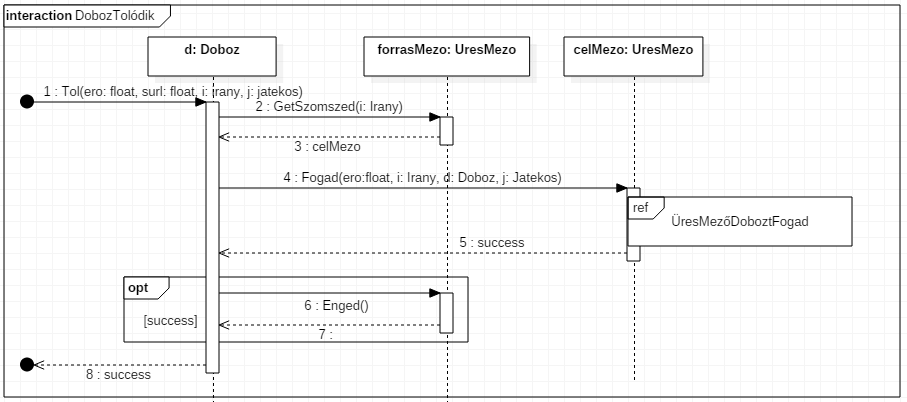 interaction DobozTolódik
d: Doboz
forrasMezo: UresMezo
celMezo: UresMezo
1 : Tol(ero: float, surl: float, i: Irany, j: jatekos)
2 : GetSzomszed(i: Irany)
3 : celMezo
4 : Fogad(ero:float, i: Irany, d: Doboz, j: Jatekos)
ref
ÜresMezőDoboztFogad
5 : success
opt
6 : Enged()
[success]
7 :
8 : success